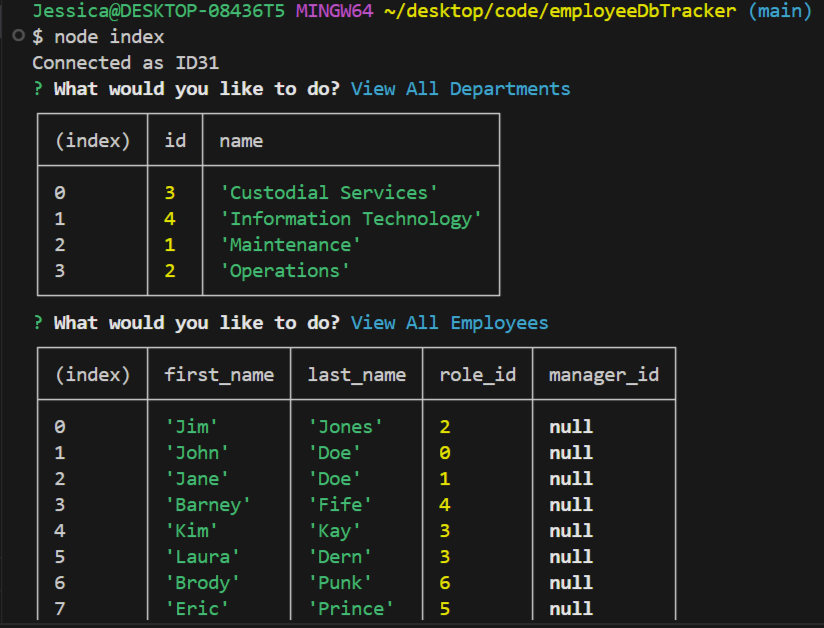 Jessica@DESKTOP-08436T5 MINGW64 ~/desktop/code/employeeDbTracker (main)
$ node index
Connected as ID31
? What would you like to do? View All Departments
(index) id name
0 3 'Custodial Services'
1 4 'Information Technology'
2 1 'Maintenance'
3 2 'Operations'
? What would you like to do? View All Employees
(index) first_name last_name role_id manager_id
0 'Jim' 'Jones' 2 null
1 'John' 'Doe' 0 null
2 'Jane' 'Doe' 1 null
3 'Barney' 'Fife' 4 null
4 'Kim' 'Kay' 3 null
5 'Laura' 'Dern' 3 null
6 'Brody' 'Punk' 6 null
7 'Eric' 'Prince' 5 null